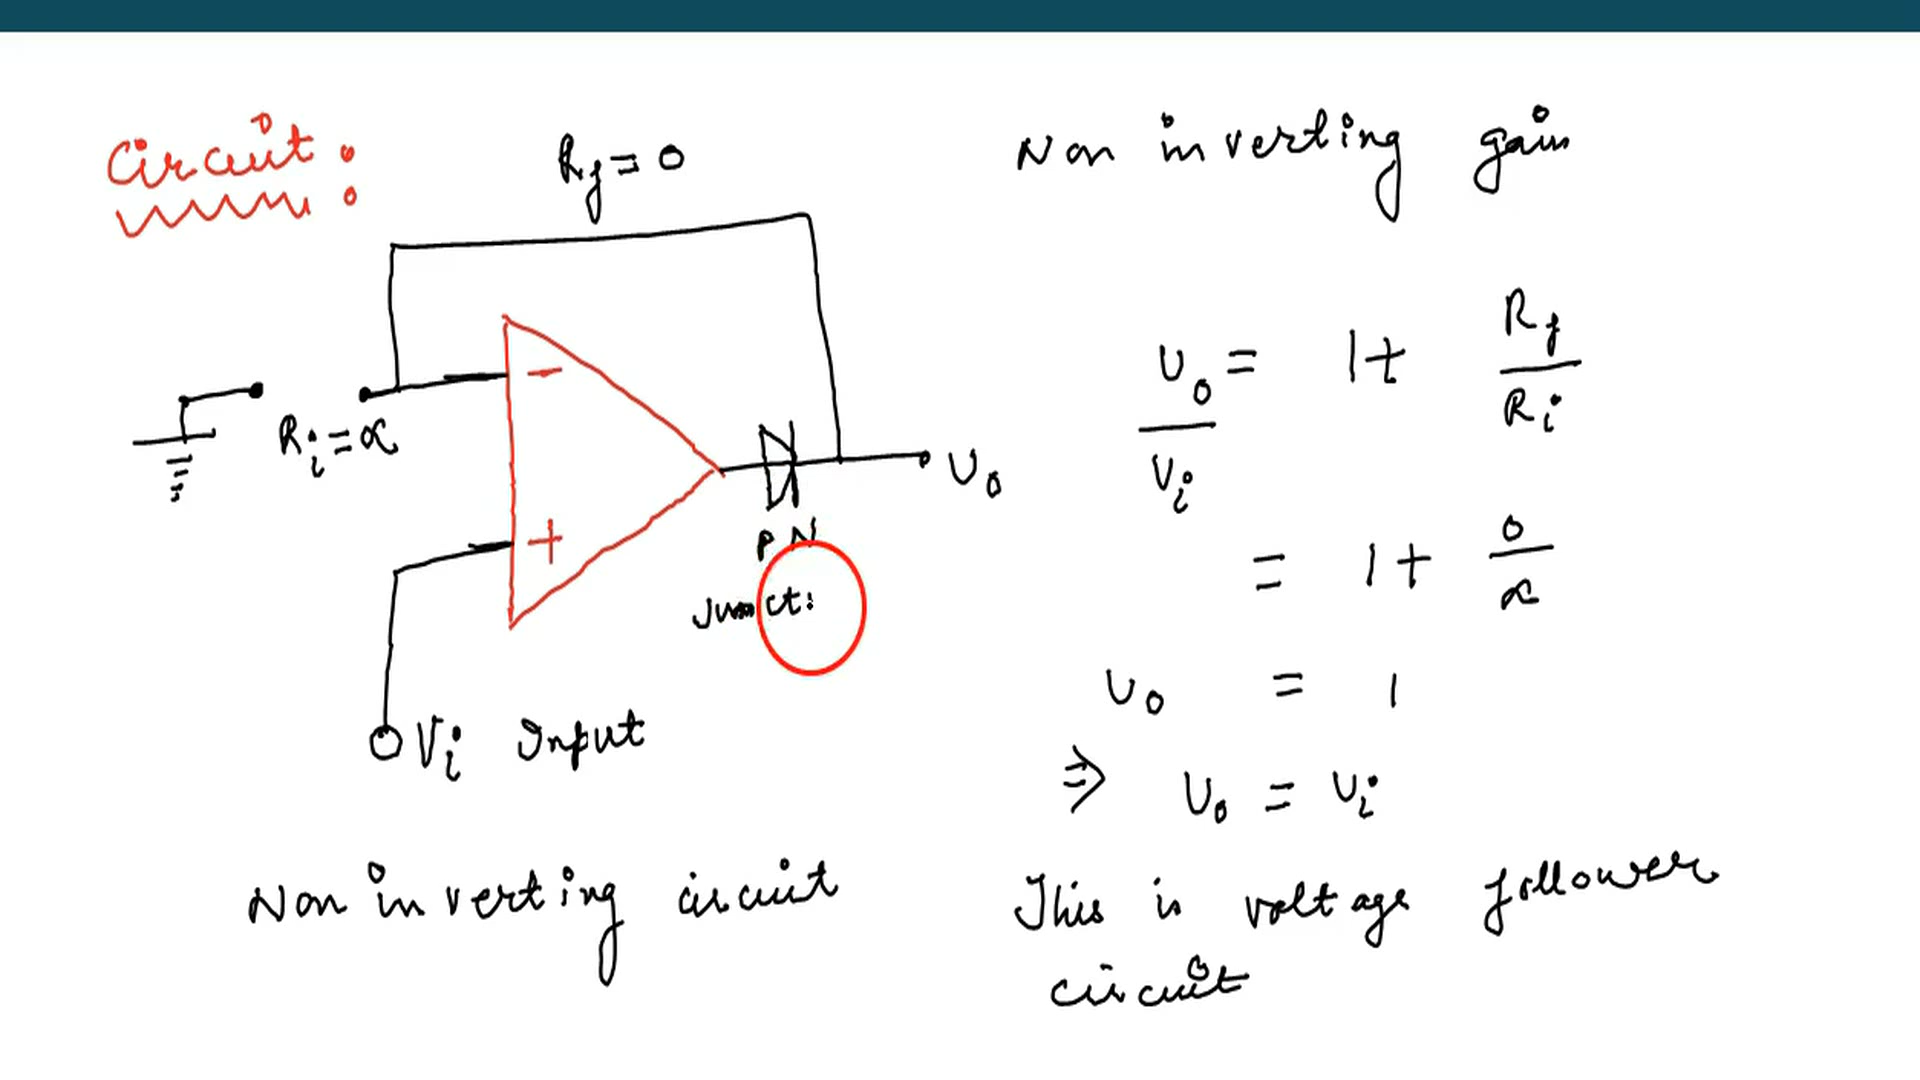 Circuit :
Rf = 0
Ri = ∝
-
+
Vo
P N
Junct:
Vi Input
Non inverting circuit
Non inverting gain
Vo/Vi = 1 + Rf/Ri
= 1 + 0/∝
Vo = 1
⇒ Vo = Vi
This is voltage follower
circuit